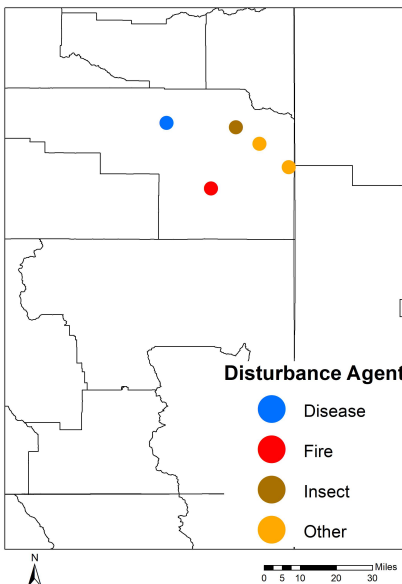 Disturbance Agent
Disease
Fire
Insect
Other
N
Miles
0 5 10 20 30